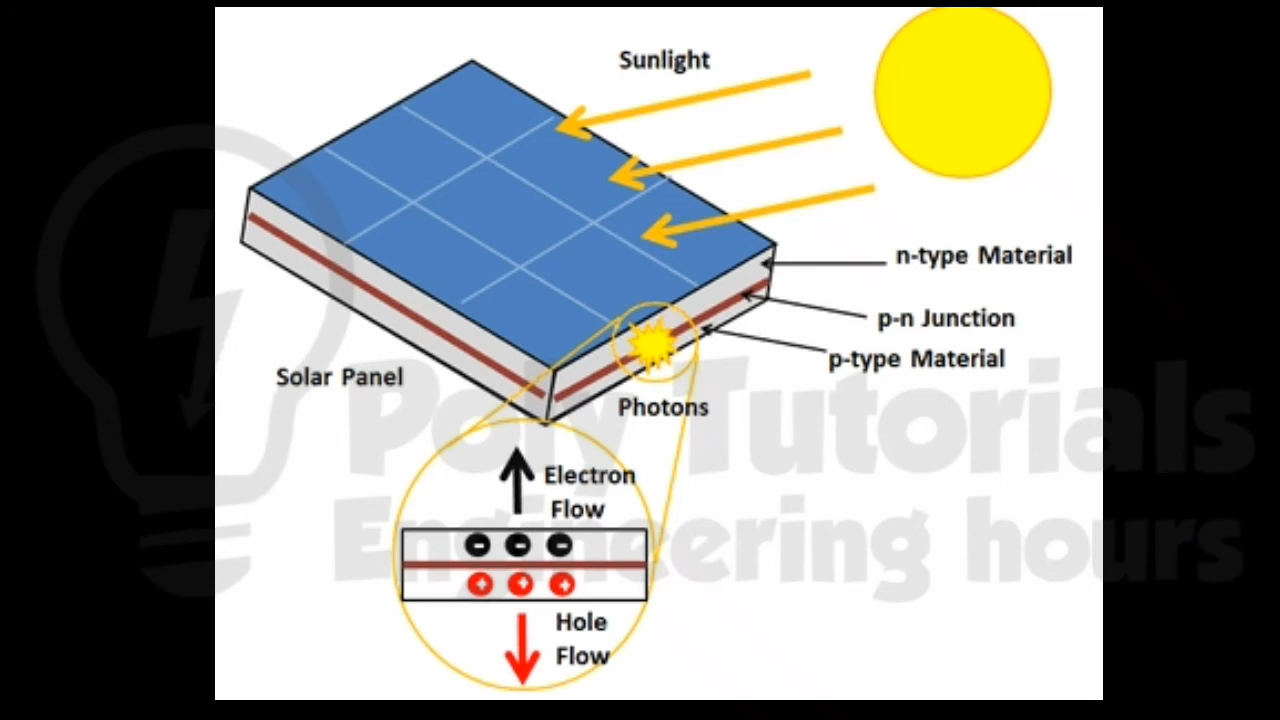 Sunlight
n-type Material
p-n Junction
p-type Material
Solar Panel
Photons
Electron
Flow
Hole
Flow
Poly Tutorials
Engineering hours